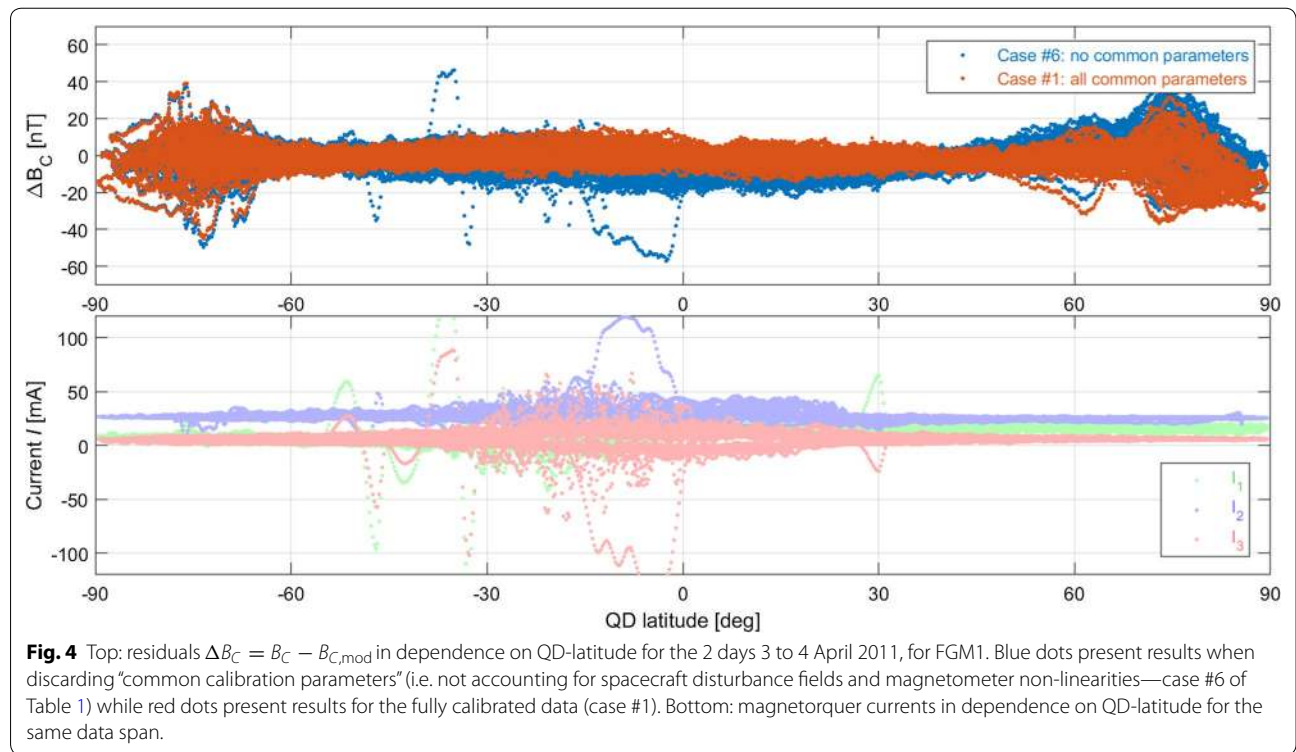 60
40
20
0
-20
-40
-60
ΔB_C [nT]
Case #6: no common parameters
Case #1: all common parameters
-90 -60 -30 0 30 60 90
100
50
0
-50
-100
Current I [mA]
I_1
I_2
I_3
-90 -60 -30 0 30 60 90
QD latitude [deg]
Fig. 4 Top: residuals ΔB_C = B_C − B_C,mod in dependence on QD-latitude for the 2 days 3 to 4 April 2011, for FGM1. Blue dots present results when
discarding “common calibration parameters” (i.e. not accounting for spacecraft disturbance fields and magnetometer non-linearities—case #6 of
Table 1) while red dots present results for the fully calibrated data (case #1). Bottom: magnetorquer currents in dependence on QD-latitude for the
same data span.